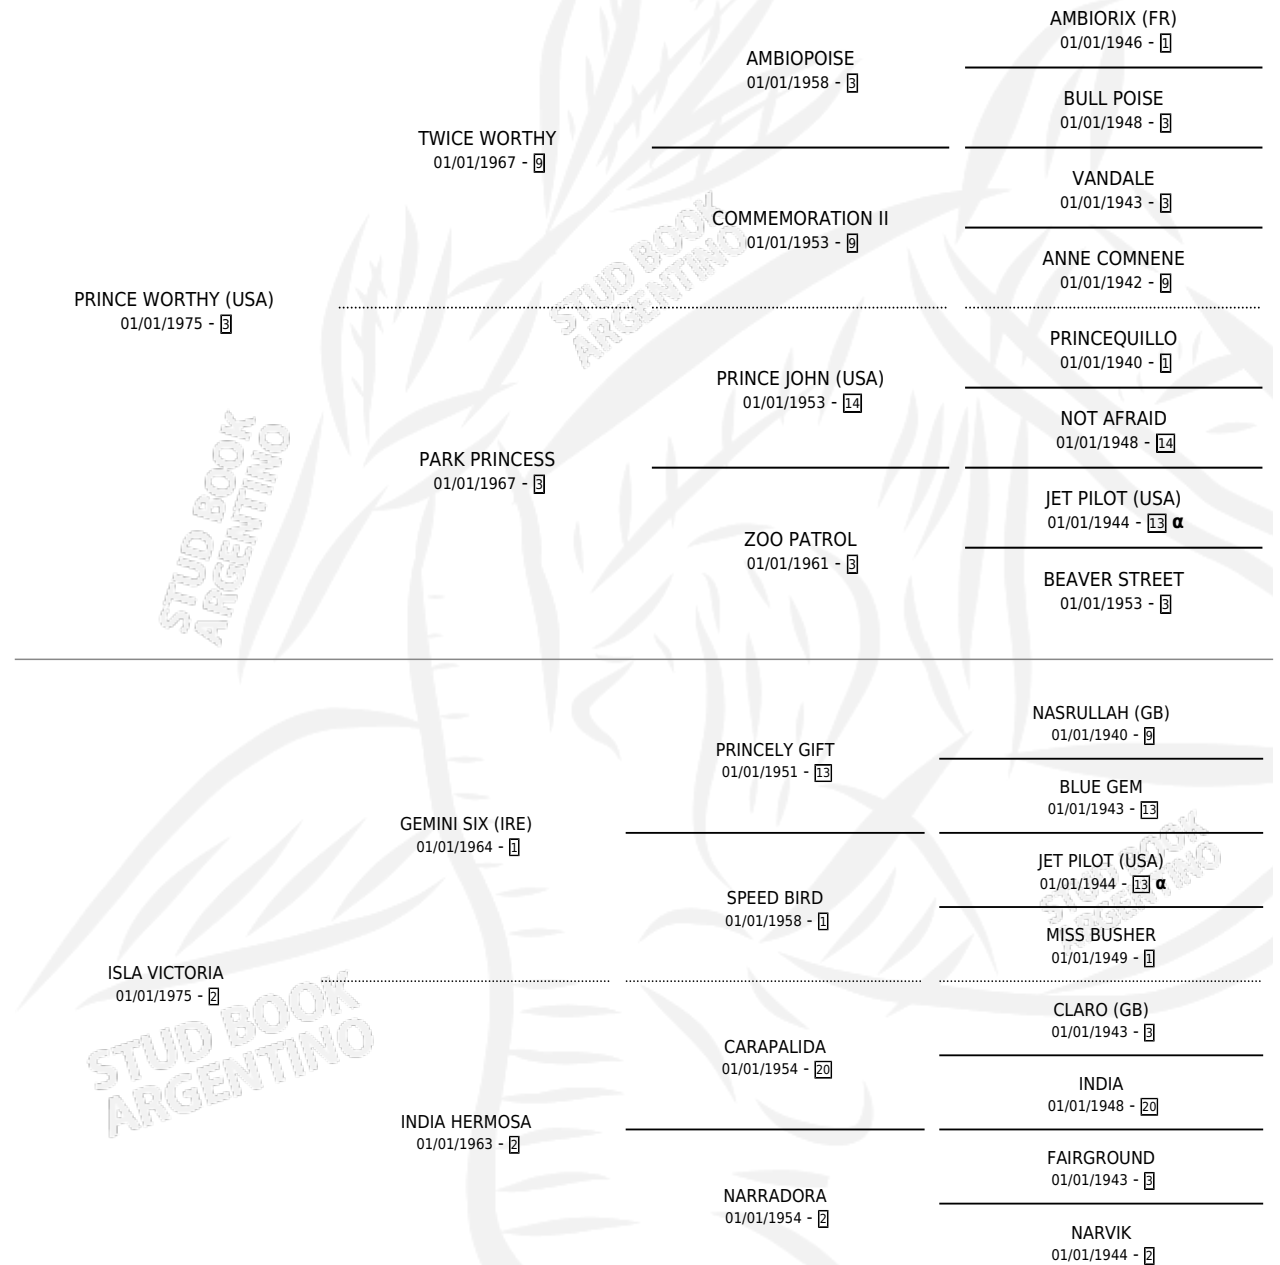 AMBIORIX (FR)
01/01/1946 - 1
AMBIOPOISE
01/01/1958 - 3
BULL POISE
01/01/1948 - 3
TWICE WORTHY
01/01/1967 - 9
VANDALE
01/01/1943 - 3
COMMEMORATION II
01/01/1953 - 9
ANNE COMNENE
01/01/1942 - 9
PRINCE WORTHY (USA)
01/01/1975 - 3
PRINCEQUILLO
01/01/1940 - 1
PRINCE JOHN (USA)
01/01/1953 - 14
NOT AFRAID
01/01/1948 - 14
PARK PRINCESS
01/01/1967 - 3
JET PILOT (USA)
01/01/1944 - 13 α
ZOO PATROL
01/01/1961 - 3
BEAVER STREET
01/01/1953 - 3
NASRULLAH (GB)
01/01/1940 - 9
PRINCELY GIFT
01/01/1951 - 13
BLUE GEM
01/01/1943 - 13
GEMINI SIX (IRE)
01/01/1964 - 1
JET PILOT (USA)
01/01/1944 - 13 α
SPEED BIRD
01/01/1958 - 1
MISS BUSHER
01/01/1949 - 1
ISLA VICTORIA
01/01/1975 - 2
CLARO (GB)
01/01/1943 - 3
CARAPALIDA
01/01/1954 - 20
INDIA
01/01/1948 - 20
INDIA HERMOSA
01/01/1963 - 2
FAIRGROUND
01/01/1943 - 3
NARRADORA
01/01/1954 - 2
NARVIK
01/01/1944 - 2
STUD BOOK
ARGENTINO
STUD BOOK
ARGENTINO
STUD BOOK
ARGENTINO
STUD BOOK
ARGENTINO